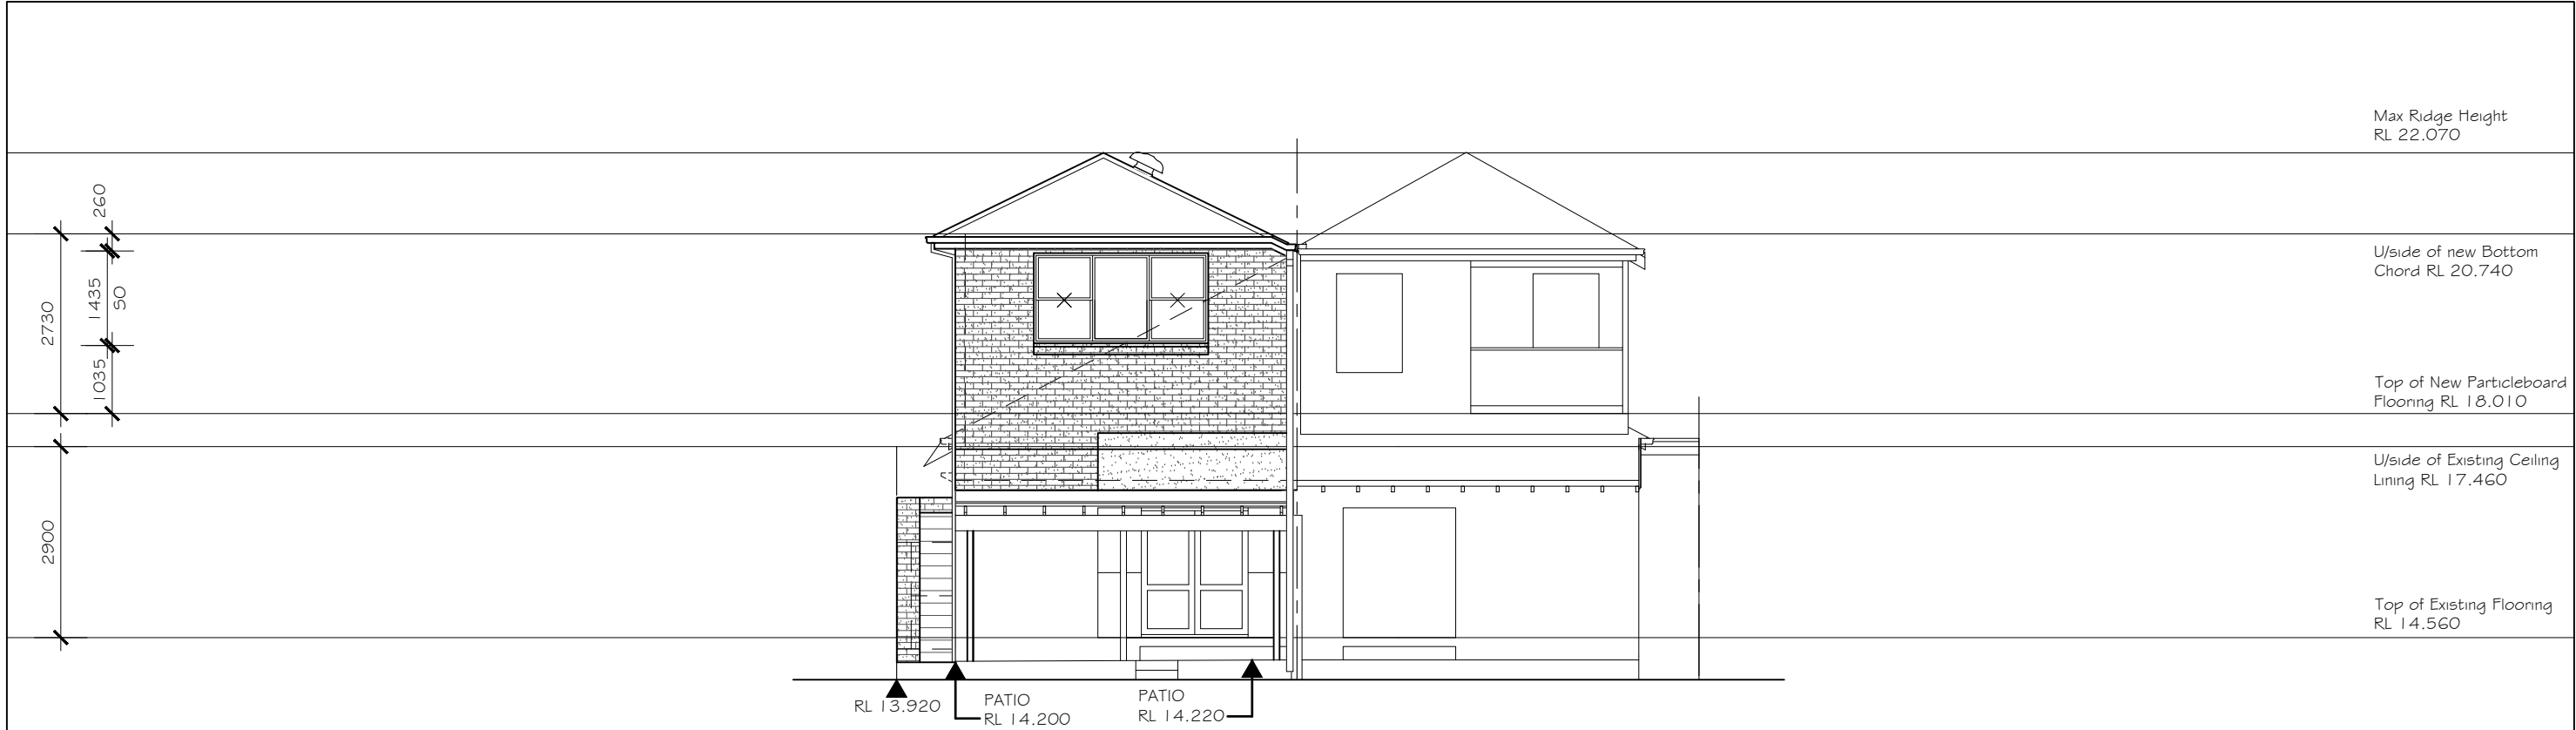 Max Ridge Height
RL 22.070
260
U/side of new Bottom
Chord RL 20.740
1435
50
2730
1035
Top of New Particleboard
Flooring RL 18.010
U/side of Existing Ceiling
Lining RL 17.460
2900
Top of Existing Flooring
RL 14.560
RL 13.920
PATIO
RL 14.200
PATIO
RL 14.220